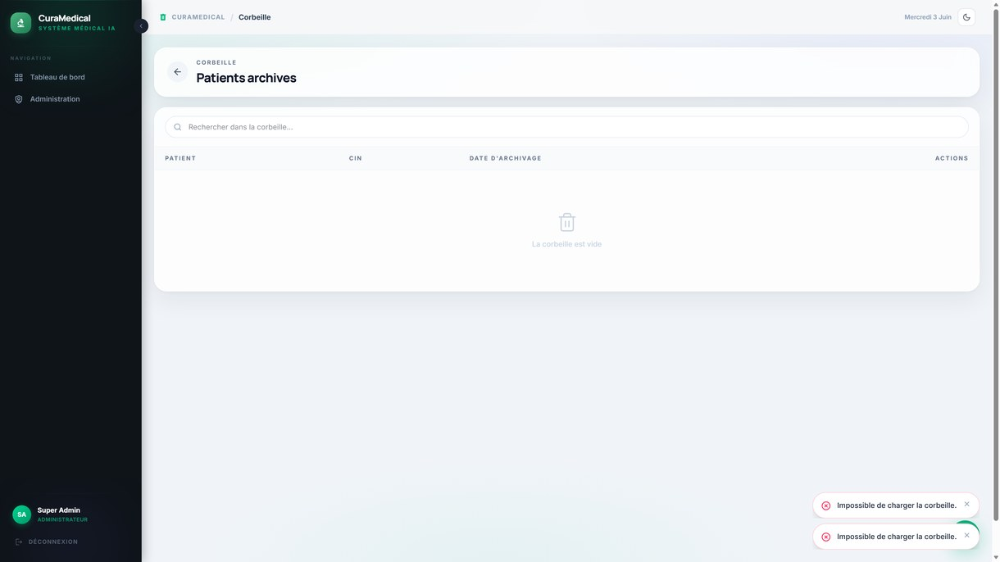 CuraMedical
SYSTÈME MÉDICAL IA
NAVIGATION
Tableau de bord
Administration
SA
Super Admin
ADMINISTRATEUR
DÉCONNEXION
CURAMEDICAL / Corbeille
Mercredi 3 Juin
CORBEILLE
Patients archives
Rechercher dans la corbeille...
PATIENT CIN DATE D'ARCHIVAGE ACTIONS
La corbeille est vide
Impossible de charger la corbeille.
Impossible de charger la corbeille.